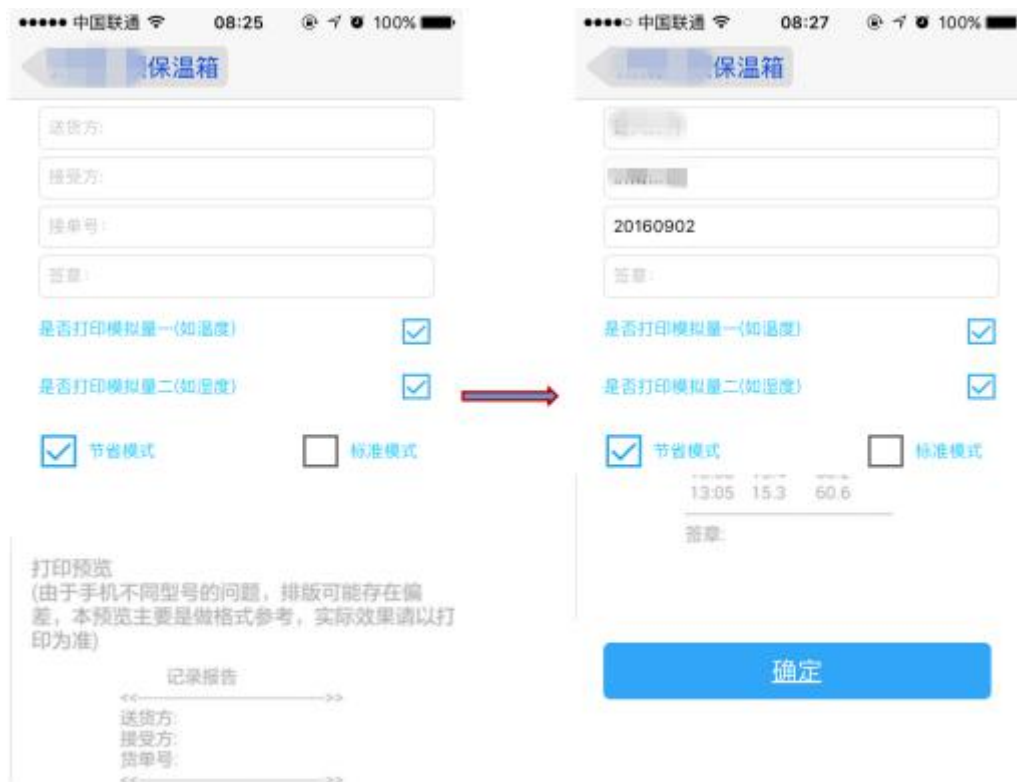 中国联通 08:25 100%
保温箱
送货方:
接受方:
接单号:
签章:
是否打印模拟量一(如温度)
是否打印模拟量二(如湿度)
节省模式 标准模式
打印预览
(由于手机不同型号的问题，排版可能存在偏
差，本预览主要是做格式参考，实际效果请以打
印为准)
记录报告
<<------------------------------>>
送货方:
接受方:
货单号:
<<------------------------------>>
中国联通 08:27 100%
保温箱
20160902
签章:
是否打印模拟量一(如温度)
是否打印模拟量二(如湿度)
节省模式 标准模式
13:05 15.3 60.6
签章:
确定